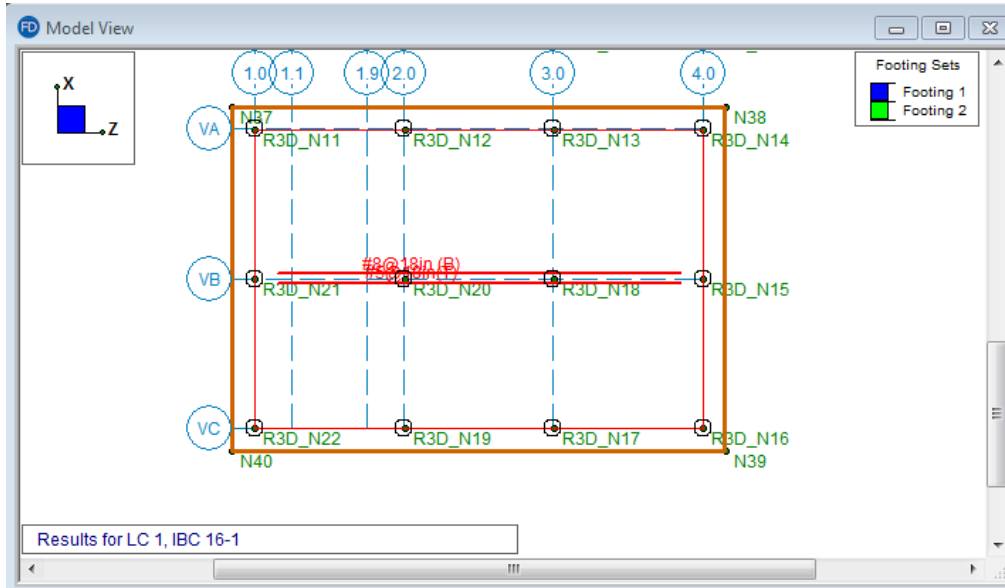 FD Model View
X
Z
1.0 1.1 1.9 2.0 3.0 4.0
Footing Sets
Footing 1
Footing 2
N37 N38
VA
R3D_N11 R3D_N12 R3D_N13 R3D_N14
#8@18in (B)
VB
R3D_N21 R3D_N20 R3D_N18 R3D_N15
VC
R3D_N22 R3D_N19 R3D_N17 R3D_N16
N40 N39
Results for LC 1, IBC 16-1